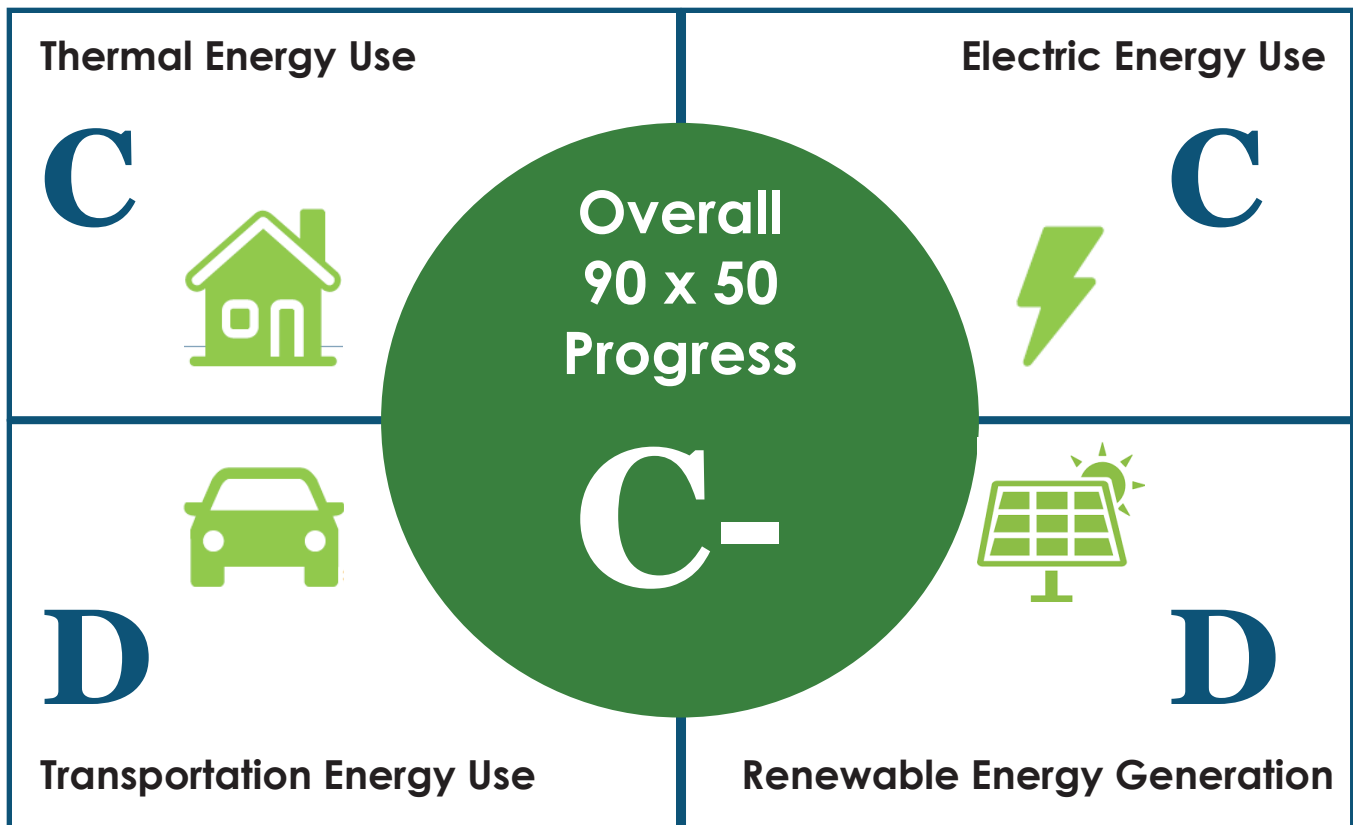 Thermal Energy Use
C
Electric Energy Use
C
Overall
90 x 50
Progress
C-
D
Transportation Energy Use
D
Renewable Energy Generation